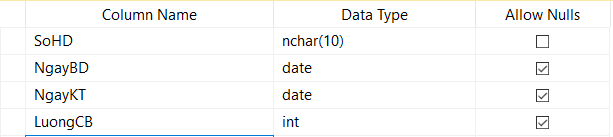 Column Name Data Type Allow Nulls
SoHD nchar(10)
NgayBD date
NgayKT date
LuongCB int